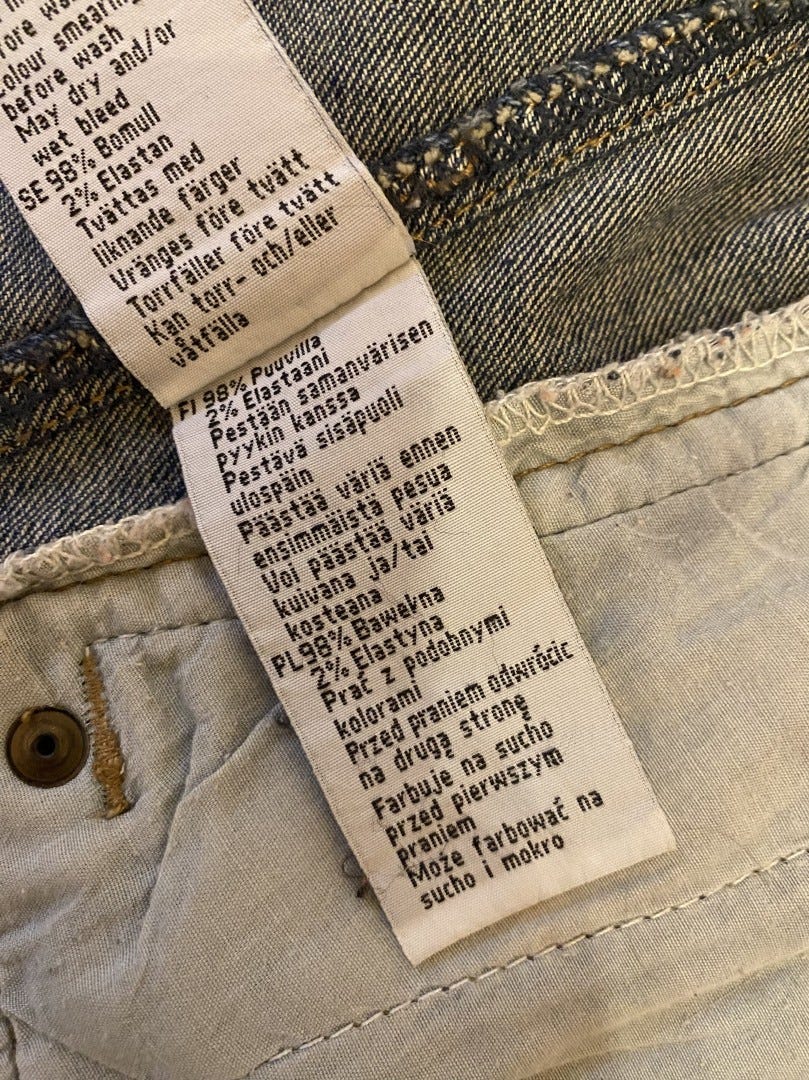 before wash
Colour smearing
before wash
May dry and/or
wet bleed
SE 98% Bomull
2% Elastan
Tvättas med
liknande färger
Vränges före tvätt
Torrfäller före tvätt
Kan torr- och/eller
våtfälla
FI 98% Puuvilla
2% Elastaani
Pestään samanvärisen
pyykin kanssa
Pestävä sisäpuoli
ulospäin
Päästää väriä ennen
ensimmäistä pesua
Voi päästää väriä
kuivana ja/tai
kosteana
PL98% Bawełna
2% Elastyna
Prać z podobnymi
kolorami
Przed praniem odwrócic
na drugą stronę
Farbuje na sucho
przed pierwszym
praniem
Może farbować na
sucho i mokro